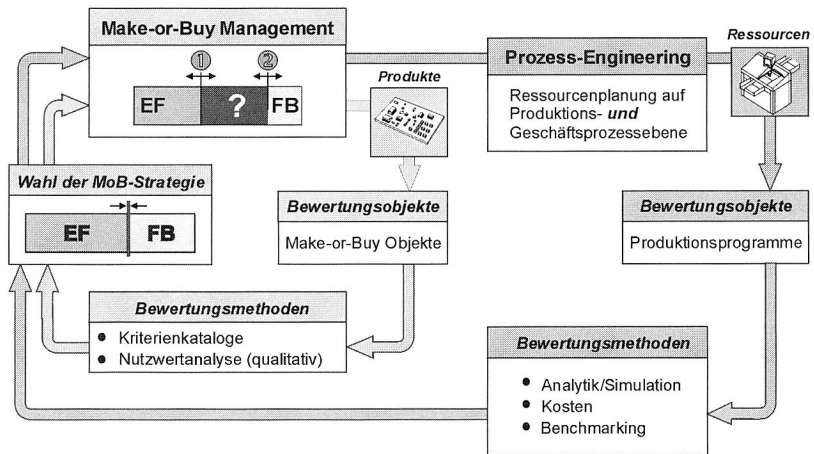 Make-or-Buy Management
1
2
EF
?
FB
Produkte
Prozess-Engineering
Ressourcenplanung auf
Produktions- und
Geschäftsprozessebene
Ressourcen
Wahl der MoB-Strategie
EF
FB
Bewertungsobjekte
Make-or-Buy Objekte
Bewertungsobjekte
Produktionsprogramme
Bewertungsmethoden
• Kriterienkataloge
• Nutzwertanalyse (qualitativ)
Bewertungsmethoden
• Analytik/Simulation
• Kosten
• Benchmarking